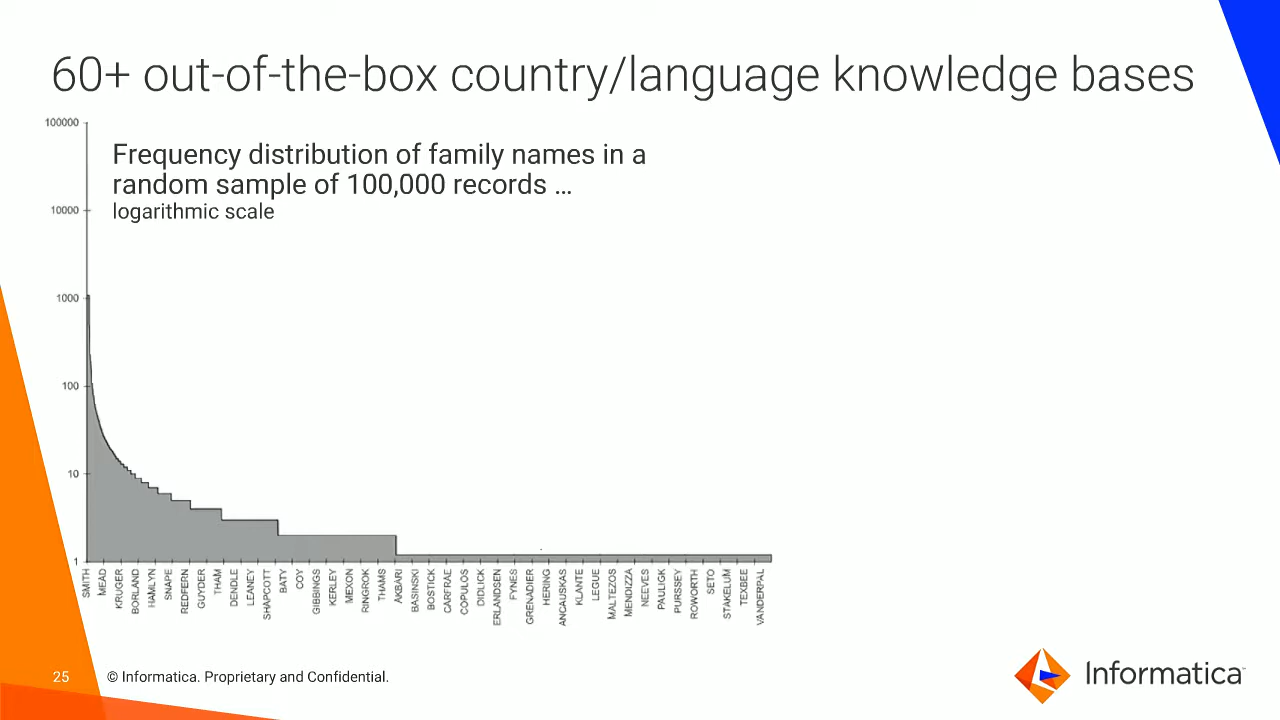 60+ out-of-the-box country/language knowledge bases
Frequency distribution of family names in a
random sample of 100,000 records ...
logarithmic scale
100000
10000
1000
100
10
1
SMITH
MEAD
KRUGER
BORLAND
HAMLYN
SNAPE
REDFERN
GUYDER
THAM
DENDLE
LEANEY
SHAPCOTT
BATY
COY
GIBBINGS
KERLEY
MEXON
RINGROK
THAMS
AKBARI
BASINSKI
BOSTICK
CARFRAE
COPULOS
DIDLICK
ERLANDSEN
FYNES
GRENADIER
HERING
ANCAUSKAS
KLANTE
LEGUE
MALTEZOS
MENDIZZA
NEEVES
PAULIGK
PURSSEY
ROWORTH
SETO
STAKELUM
TEXBEE
VANDERPAL
25
© Informatica. Proprietary and Confidential.
Informatica